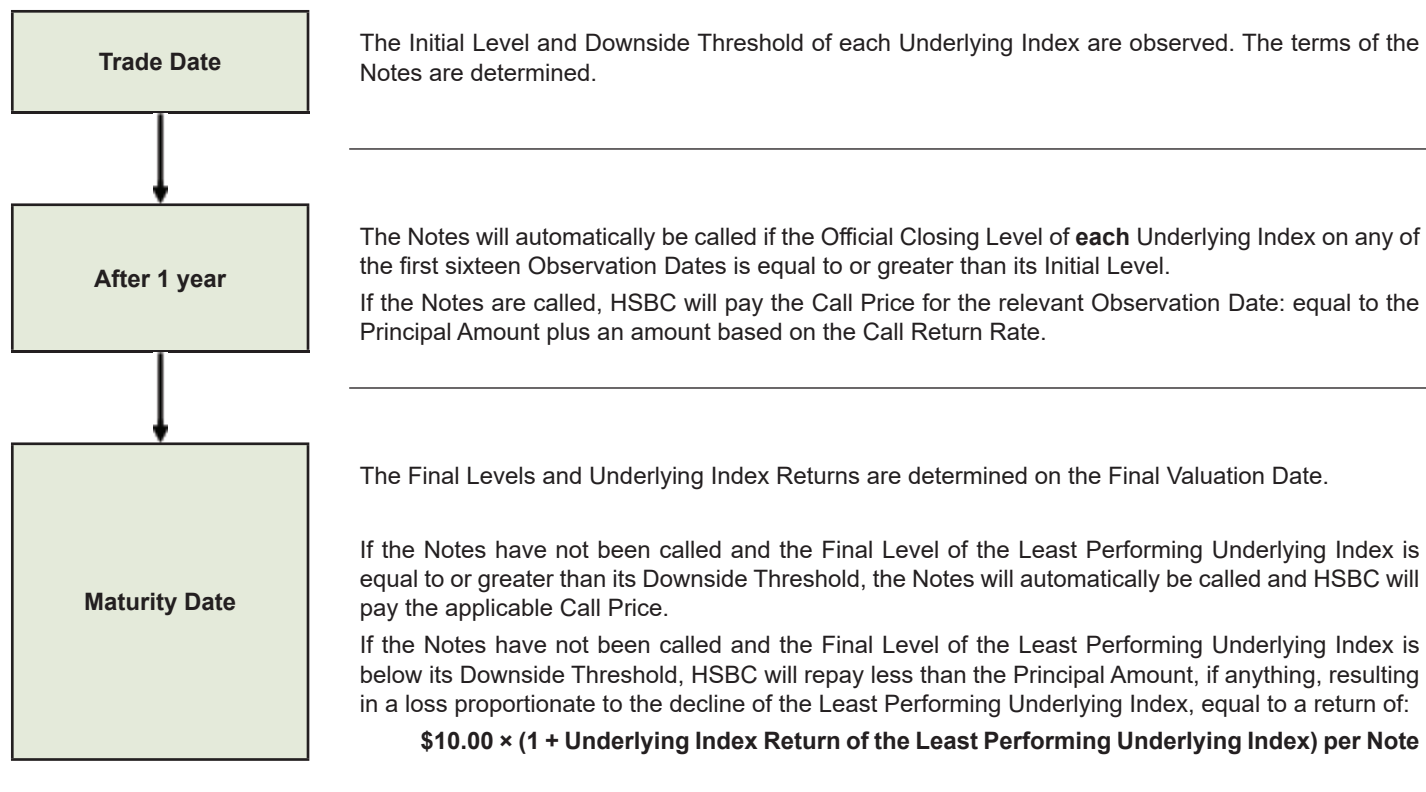 Trade Date
The Initial Level and Downside Threshold of each Underlying Index are observed. The terms of the
Notes are determined.
After 1 year
The Notes will automatically be called if the Official Closing Level of each Underlying Index on any of
the first sixteen Observation Dates is equal to or greater than its Initial Level.
If the Notes are called, HSBC will pay the Call Price for the relevant Observation Date: equal to the
Principal Amount plus an amount based on the Call Return Rate.
Maturity Date
The Final Levels and Underlying Index Returns are determined on the Final Valuation Date.
If the Notes have not been called and the Final Level of the Least Performing Underlying Index is
equal to or greater than its Downside Threshold, the Notes will automatically be called and HSBC will
pay the applicable Call Price.
If the Notes have not been called and the Final Level of the Least Performing Underlying Index is
below its Downside Threshold, HSBC will repay less than the Principal Amount, if anything, resulting
in a loss proportionate to the decline of the Least Performing Underlying Index, equal to a return of:
$10.00 × (1 + Underlying Index Return of the Least Performing Underlying Index) per Note